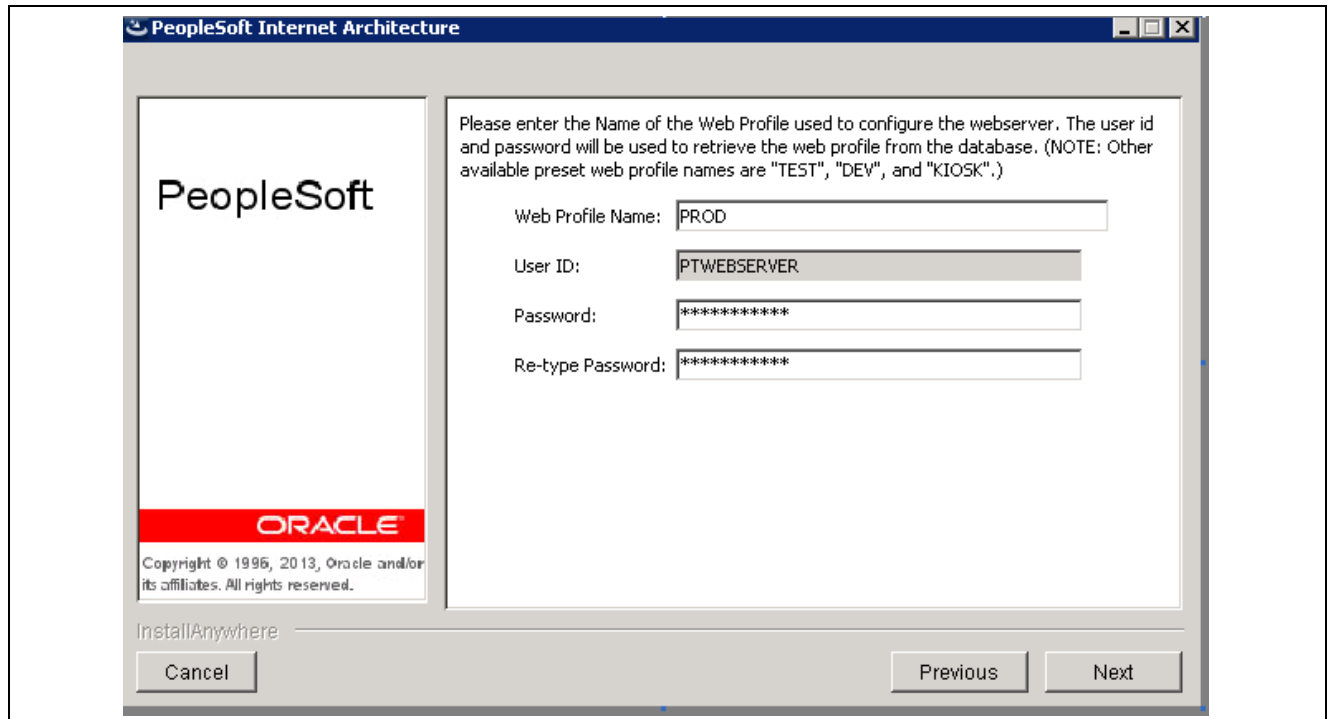 PeopleSoft Internet Architecture
Please enter the Name of the Web Profile used to configure the webserver. The user id
and password will be used to retrieve the web profile from the database. (NOTE: Other
available preset web profile names are "TEST", "DEV", and "KIOSK".)
PeopleSoft
Web Profile Name: PROD
User ID: PTWEBSERVER
Password: ***********
Re-type Password: ***********
ORACLE
Copyright © 1996, 2013, Oracle and/or
its affiliates. All rights reserved.
InstallAnywhere
Cancel Previous Next